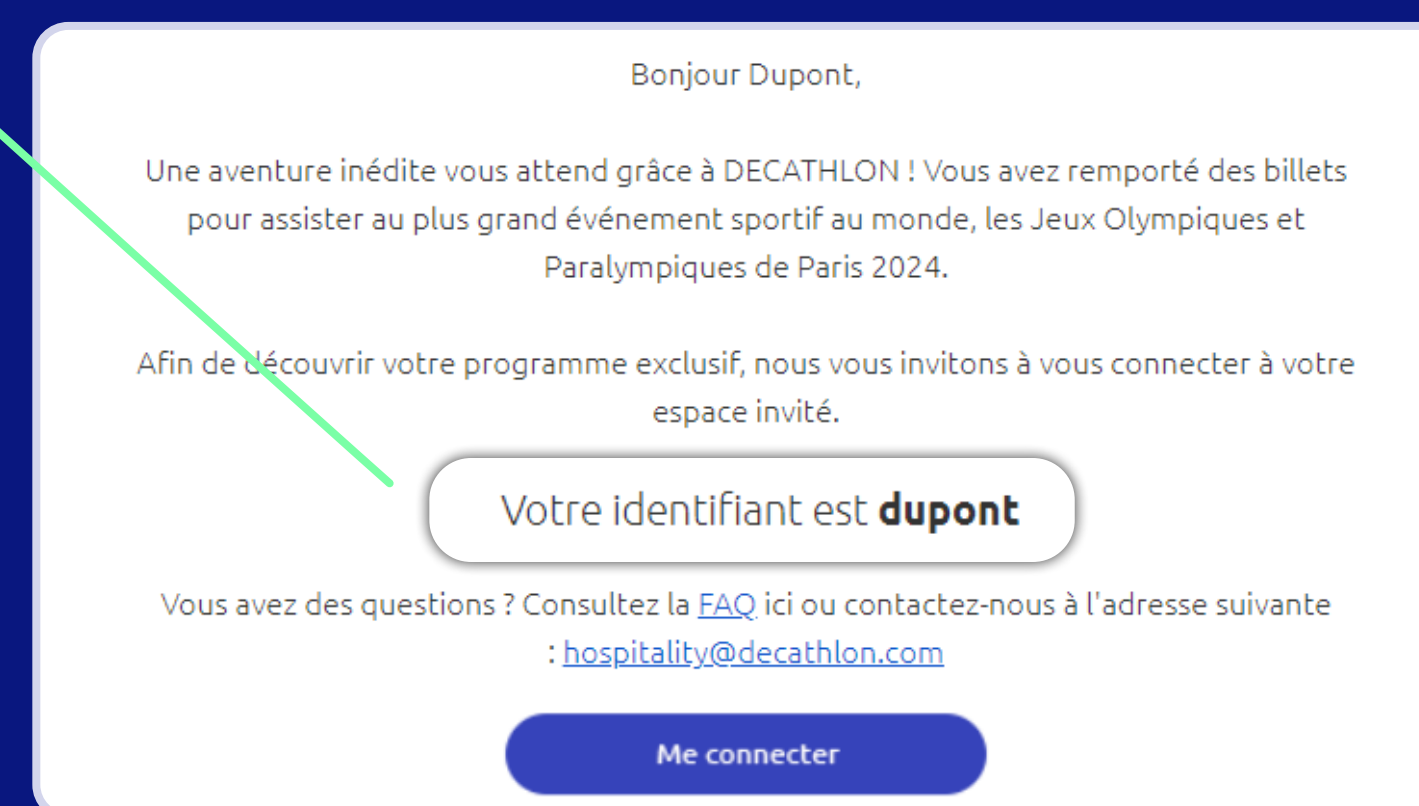 Bonjour Dupont,
Une aventure inédite vous attend grâce à DECATHLON ! Vous avez remporté des billets
pour assister au plus grand événement sportif au monde, les Jeux Olympiques et
Paralympiques de Paris 2024.
Afin de découvrir votre programme exclusif, nous vous invitons à vous connecter à votre
espace invité.
Votre identifiant est dupont
Vous avez des questions ? Consultez la FAQ ici ou contactez-nous à l'adresse suivante
: hospitality@decathlon.com
Me connecter